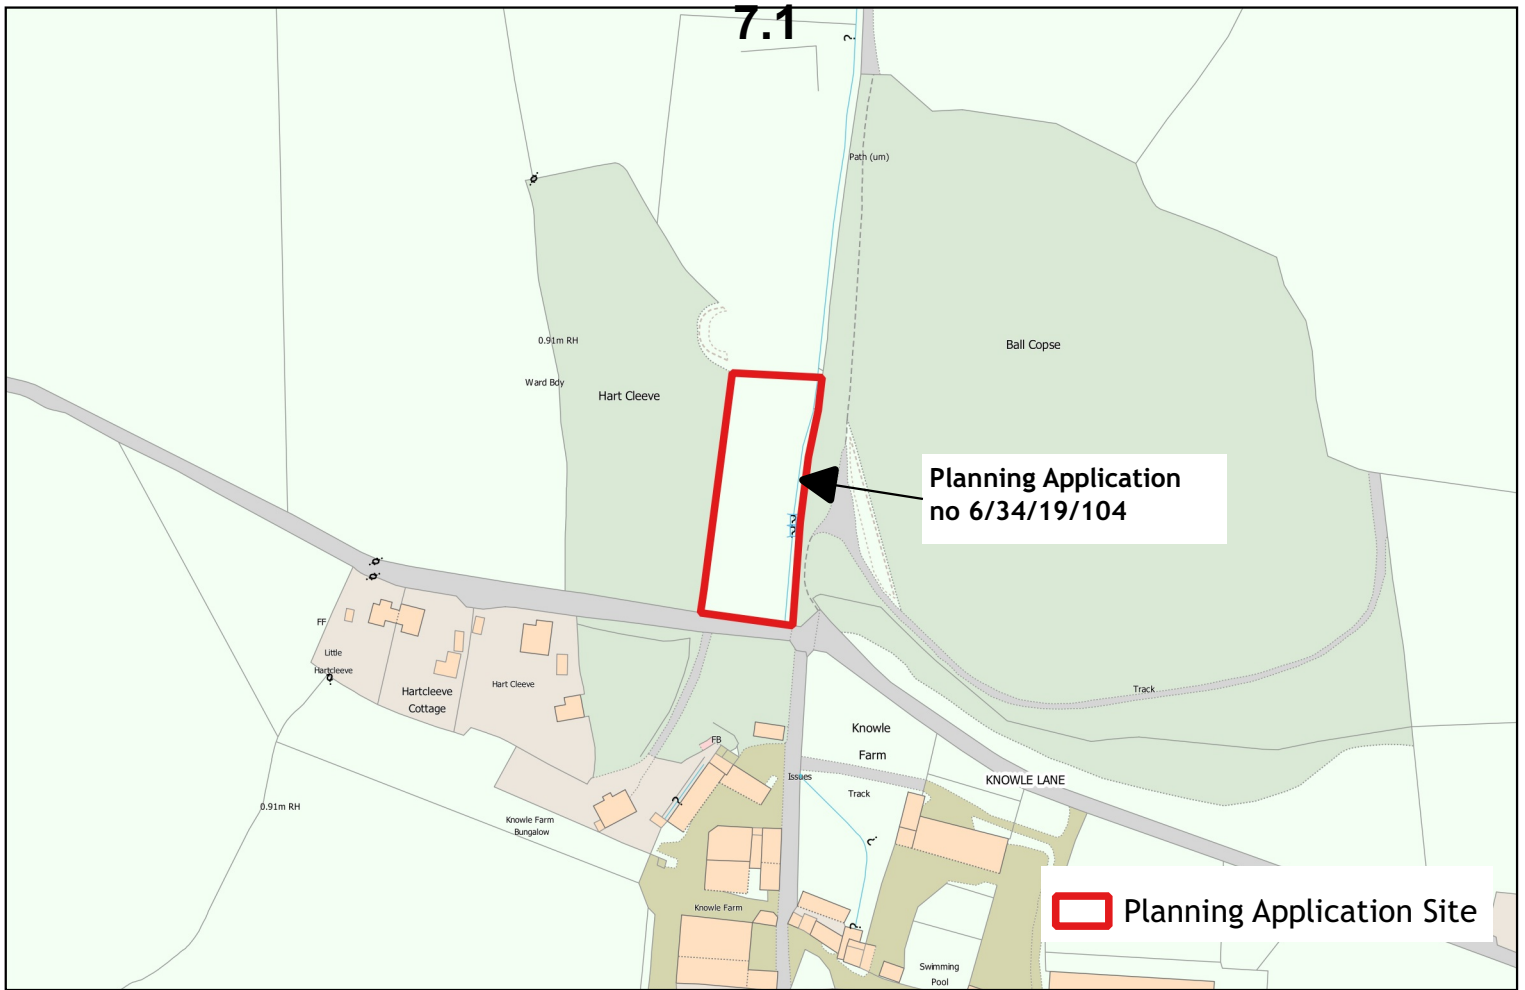 7.1
Path (um)
Ball Copse
0.91m RH
Ward Bdy
Hart Cleeve
Planning Application
no 6/34/19/104
FF
Little
Hartcleeve
Hartcleeve
Cottage
Hart Cleeve
Track
Knowle
Farm
FB
Issues
Track
KNOWLE LANE
0.91m RH
Knowle Farm
Bungalow
Knowle Farm
Swimming
Pool
Planning Application Site